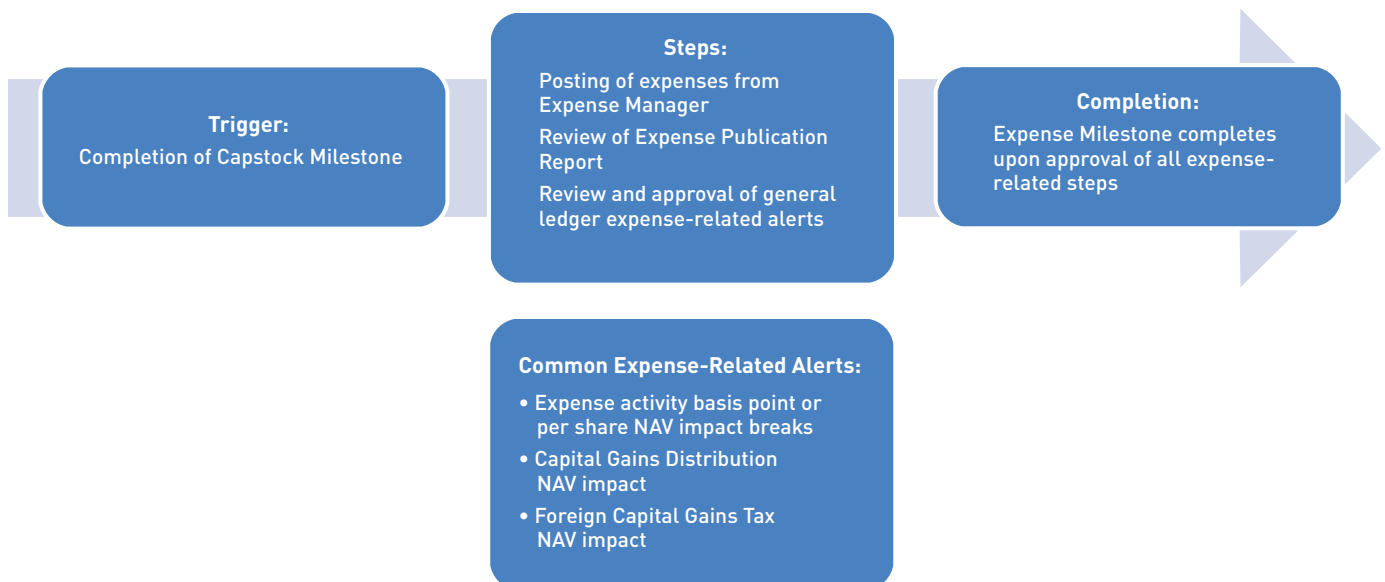 Trigger:
Completion of Capstock Milestone
Steps:
Posting of expenses from
Expense Manager
Review of Expense Publication
Report
Review and approval of general
ledger expense-related alerts
Completion:
Expense Milestone completes
upon approval of all expense-
related steps
Common Expense-Related Alerts:
• Expense activity basis point or
per share NAV impact breaks
• Capital Gains Distribution
NAV impact
• Foreign Capital Gains Tax
NAV impact